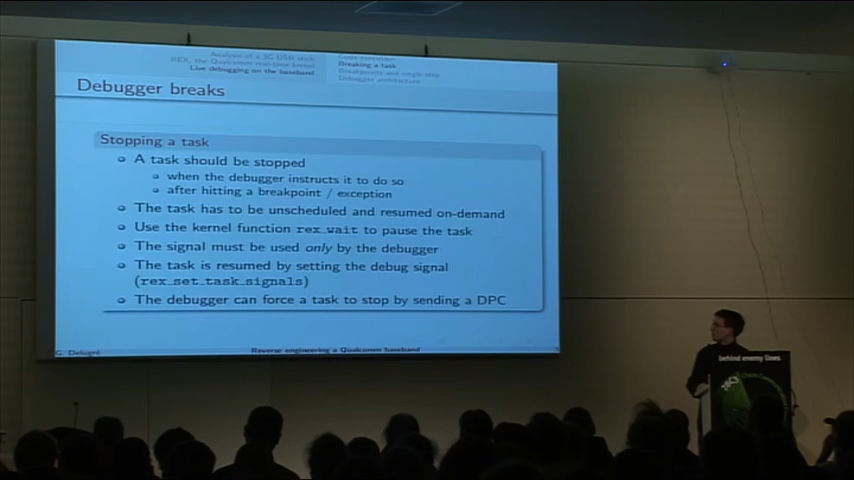 Analysis of a 3G USB stick
REX, the Qualcomm real-time kernel
Live debugging on the baseband
Code execution
Breaking a task
Breakpoints and single-step
Debugger architecture
Debugger breaks
Stopping a task
A task should be stopped
when the debugger instructs it to do so
after hitting a breakpoint / exception
The task has to be unscheduled and resumed on-demand
Use the kernel function rex_wait to pause the task
The signal must be used only by the debugger
The task is resumed by setting the debug signal
(rex_set_task_signals)
The debugger can force a task to stop by sending a DPC
G. Delugré
Reverse engineering a Qualcomm baseband
behind enemy lines